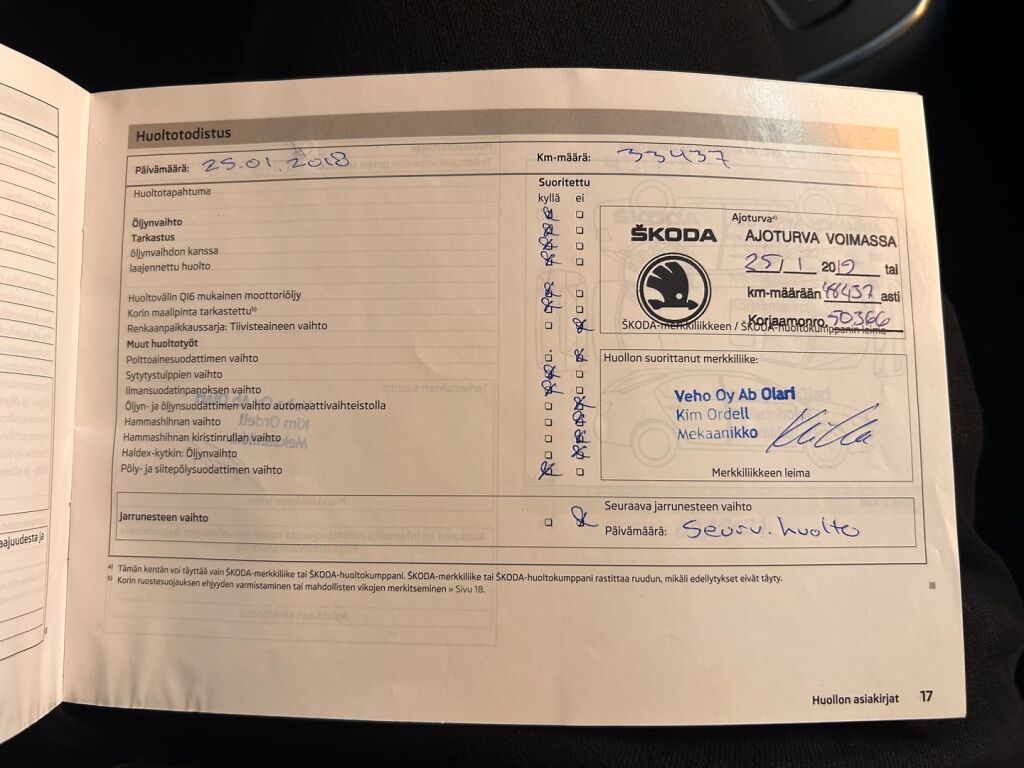 Huoltotodistus
Päivämäärä: 25.01.2018 Km-määrä: 33437
Huoltotapahtuma Suoritettu
kyllä ei
Öljynvaihto
Tarkastus
öljynvaihdon kanssa
laajennettu huolto
Huoltovälin QI6 mukainen moottoriöljy
Korin maalipinta tarkastettu b)
Renkaanpaikkaussarja: Tiivisteaineen vaihto
Muut huoltotyöt
Polttoainesuodattimen vaihto
Sytytystulppien vaihto
Ilmansuodatinpanoksen vaihto
Öljyn- ja öljynsuodattimen vaihto automaattivaihteistolla
Hammashihnan vaihto
Hammashihnan kiristinrullan vaihto
Haldex-kytkin: Öljynvaihto
Pöly- ja siitepölysuodattimen vaihto
Ajoturva a)
ŠKODA
AJOTURVA VOIMASSA
25/1 2019 tai
km-määrään 48437 asti
Korjaamonro 50366
ŠKODA-merkkiliikkeen / ŠKODA-huoltokumppanin leima
Huollon suorittanut merkkiliike:
Veho Oy Ab Olari
Kim Ordell
Mekaanikko
Merkkiliikkeen leima
Jarrunesteen vaihto
Seuraava jarrunesteen vaihto
Päivämäärä: Seurv. huolto
a) Tämän kentän voi täyttää vain ŠKODA-merkkiliike tai ŠKODA-huoltokumppani. ŠKODA-merkkiliike tai ŠKODA-huoltokumppani rastittaa ruudun, mikäli edellytykset eivät täyty.
b) Korin ruostesuojauksen ehjyyden varmistaminen tai mahdollisten vikojen merkitseminen » Sivu 18.
Huollon asiakirjat 17